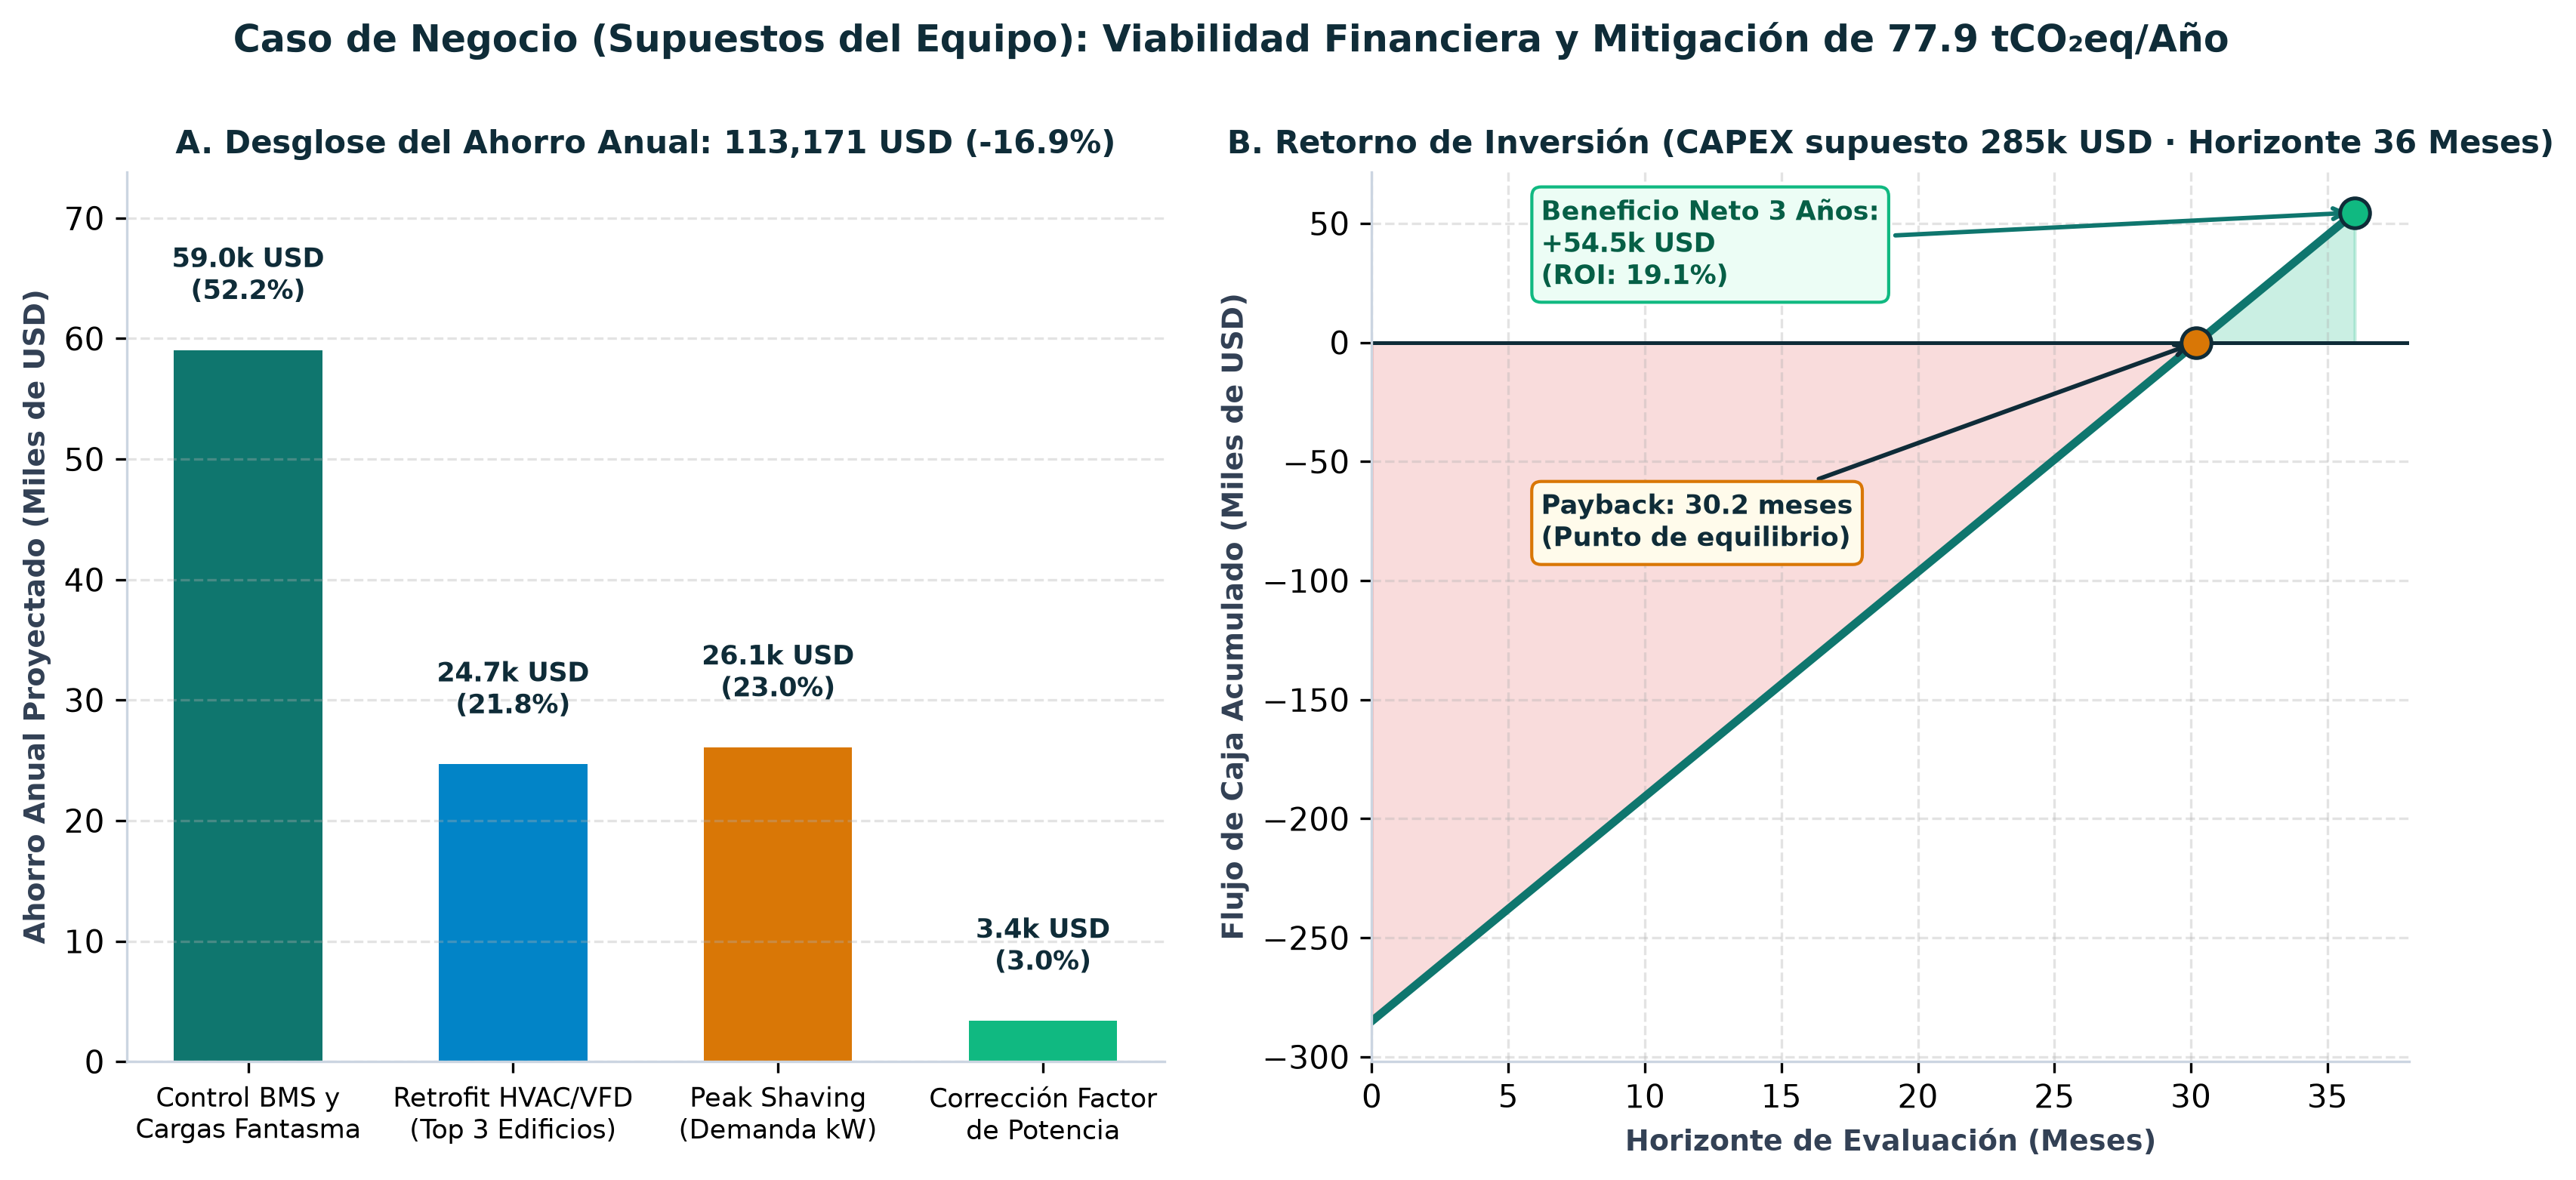 Caso de Negocio (Supuestos del Equipo): Viabilidad Financiera y Mitigación de 77.9 tCO₂eq/Año
A. Desglose del Ahorro Anual: 113,171 USD (-16.9%)
Ahorro Anual Proyectado (Miles de USD)
70
60
50
40
30
20
10
0
59.0k USD
(52.2%)
24.7k USD
(21.8%)
26.1k USD
(23.0%)
3.4k USD
(3.0%)
Control BMS y
Cargas Fantasma
Retrofit HVAC/VFD
(Top 3 Edificios)
Peak Shaving
(Demanda kW)
Corrección Factor
de Potencia
B. Retorno de Inversión (CAPEX supuesto 285k USD · Horizonte 36 Meses)
Flujo de Caja Acumulado (Miles de USD)
50
0
−50
−100
−150
−200
−250
−300
Beneficio Neto 3 Años:
+54.5k USD
(ROI: 19.1%)
Payback: 30.2 meses
(Punto de equilibrio)
0 5 10 15 20 25 30 35
Horizonte de Evaluación (Meses)